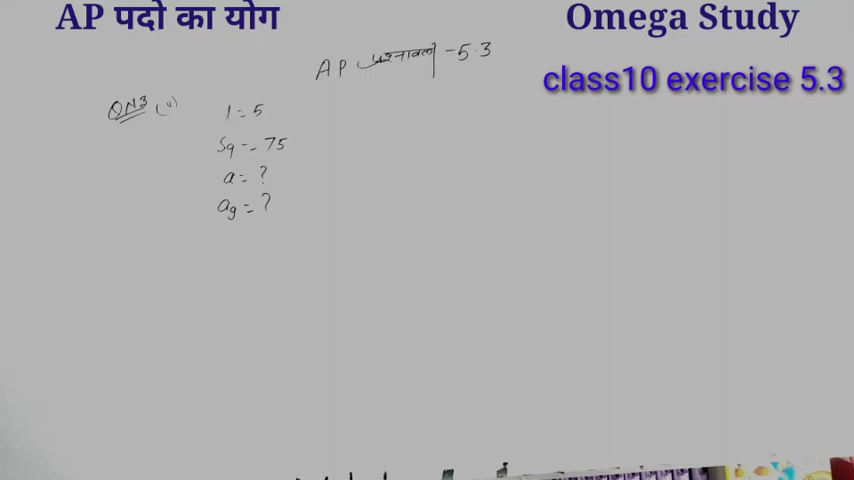 AP पदो का योग
Omega Study
AP प्रश्नावली - 5.3
class10 exercise 5.3
QN3
= 5
S9 = 75
a = ?
a9 = ?